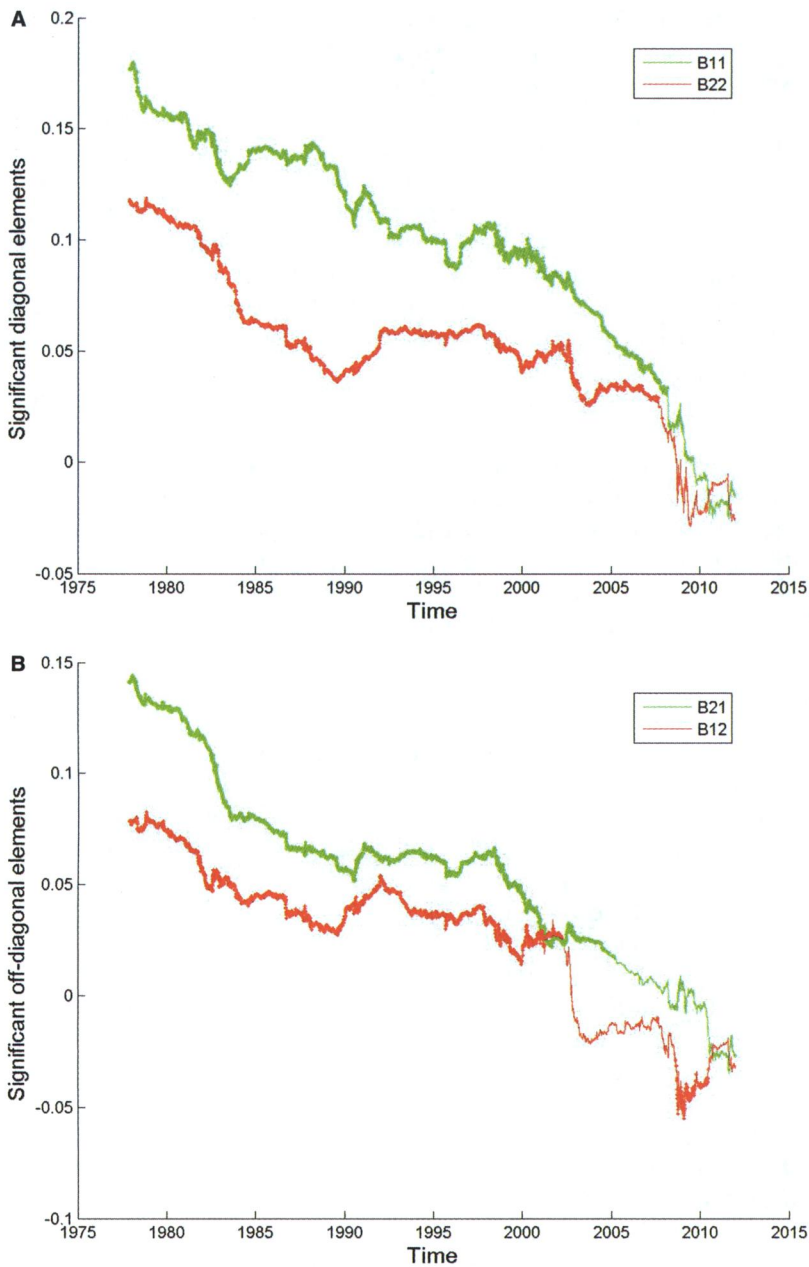 A
Significant diagonal elements
0.2
0.15
0.1
0.05
0
-0.05
B11
B22
1975 1980 1985 1990 1995 2000 2005 2010 2015
Time
B
Significant off-diagonal elements
0.15
0.1
0.05
0
-0.05
-0.1
B21
B12
1975 1980 1985 1990 1995 2000 2005 2010 2015
Time